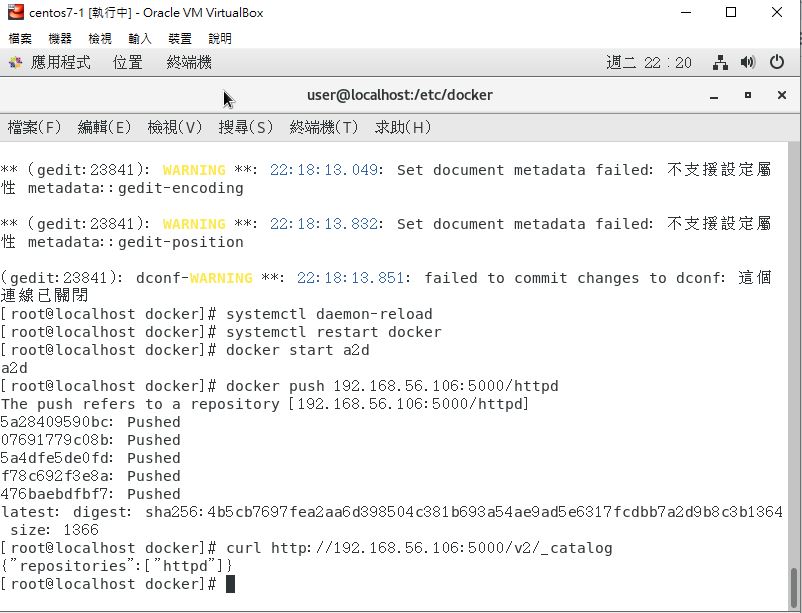 centos7-1 [執行中] - Oracle VM VirtualBox
檔案 機器 檢視 輸入 裝置 說明
應用程式 位置 終端機 週二 22：20
user@localhost:/etc/docker
檔案(F) 編輯(E) 檢視(V) 搜尋(S) 終端機(T) 求助(H)
** (gedit:23841): WARNING **: 22:18:13.049: Set document metadata failed: 不支援設定屬
性 metadata::gedit-encoding
** (gedit:23841): WARNING **: 22:18:13.832: Set document metadata failed: 不支援設定屬
性 metadata::gedit-position
(gedit:23841): dconf-WARNING **: 22:18:13.851: failed to commit changes to dconf: 這個
連線已關閉
[root@localhost docker]# systemctl daemon-reload
[root@localhost docker]# systemctl restart docker
[root@localhost docker]# docker start a2d
a2d
[root@localhost docker]# docker push 192.168.56.106:5000/httpd
The push refers to a repository [192.168.56.106:5000/httpd]
5a28409590bc: Pushed
07691779c08b: Pushed
5a4dfe5de0fd: Pushed
f78c692f3e8a: Pushed
476baebdfbf7: Pushed
latest: digest: sha256:4b5cb7697fea2aa6d398504c381b693a54ae9ad5e6317fcdbb7a2d9b8c3b1364
 size: 1366
[root@localhost docker]# curl http://192.168.56.106:5000/v2/_catalog
{"repositories":["httpd"]}
[root@localhost docker]#